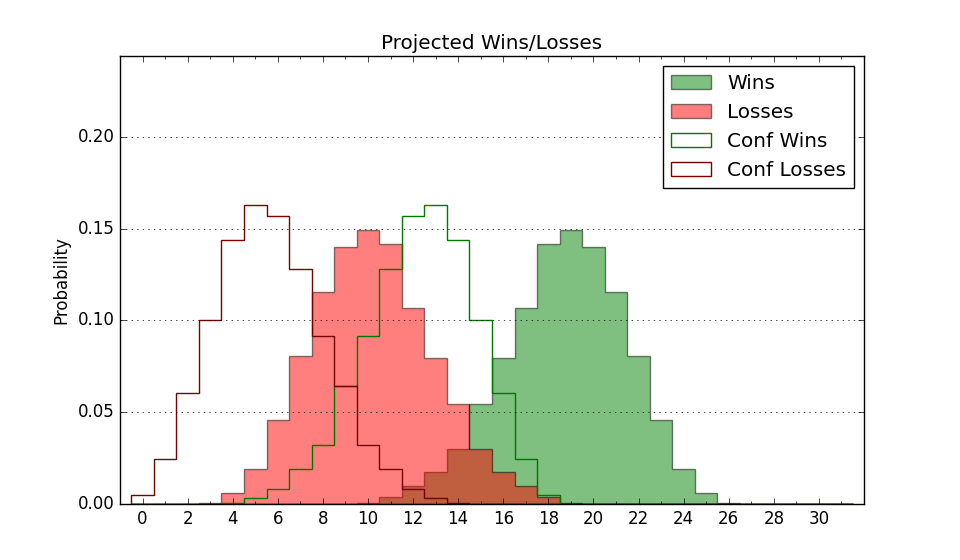 Projected Wins/Losses
Wins
Losses
Conf Wins
Conf Losses
Probability
0.20
0.15
0.10
0.05
0.00
0 2 4 6 8 10 12 14 16 18 20 22 24 26 28 30